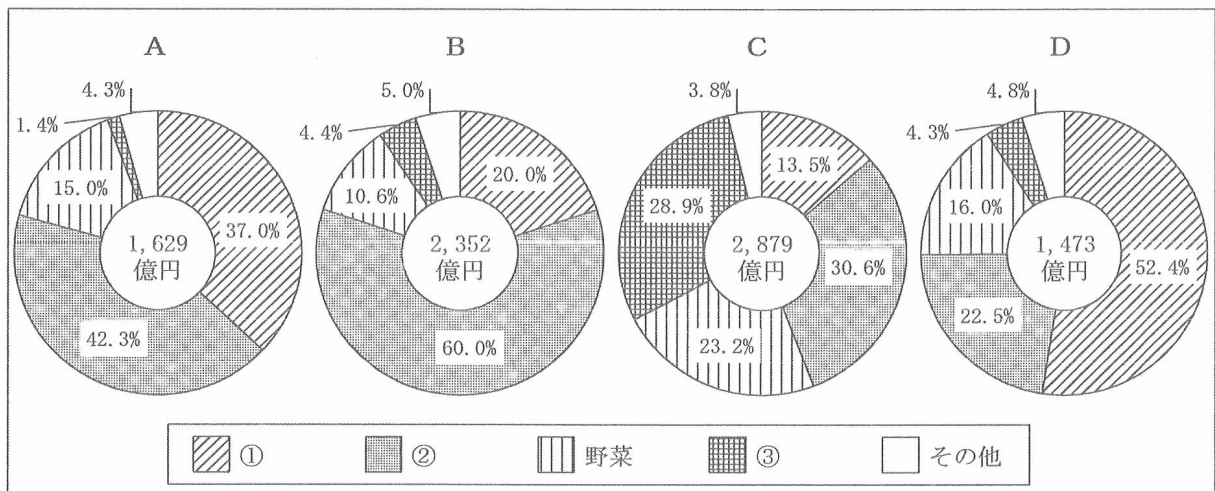 A
4.3%
1.4%
15.0%
37.0%
1,629
億円
42.3%
B
5.0%
4.4%
10.6%
20.0%
2,352
億円
60.0%
C
3.8%
13.5%
28.9%
2,879
億円
30.6%
23.2%
D
4.8%
4.3%
16.0%
1,473
億円
52.4%
22.5%
① ② 野菜 ③ その他